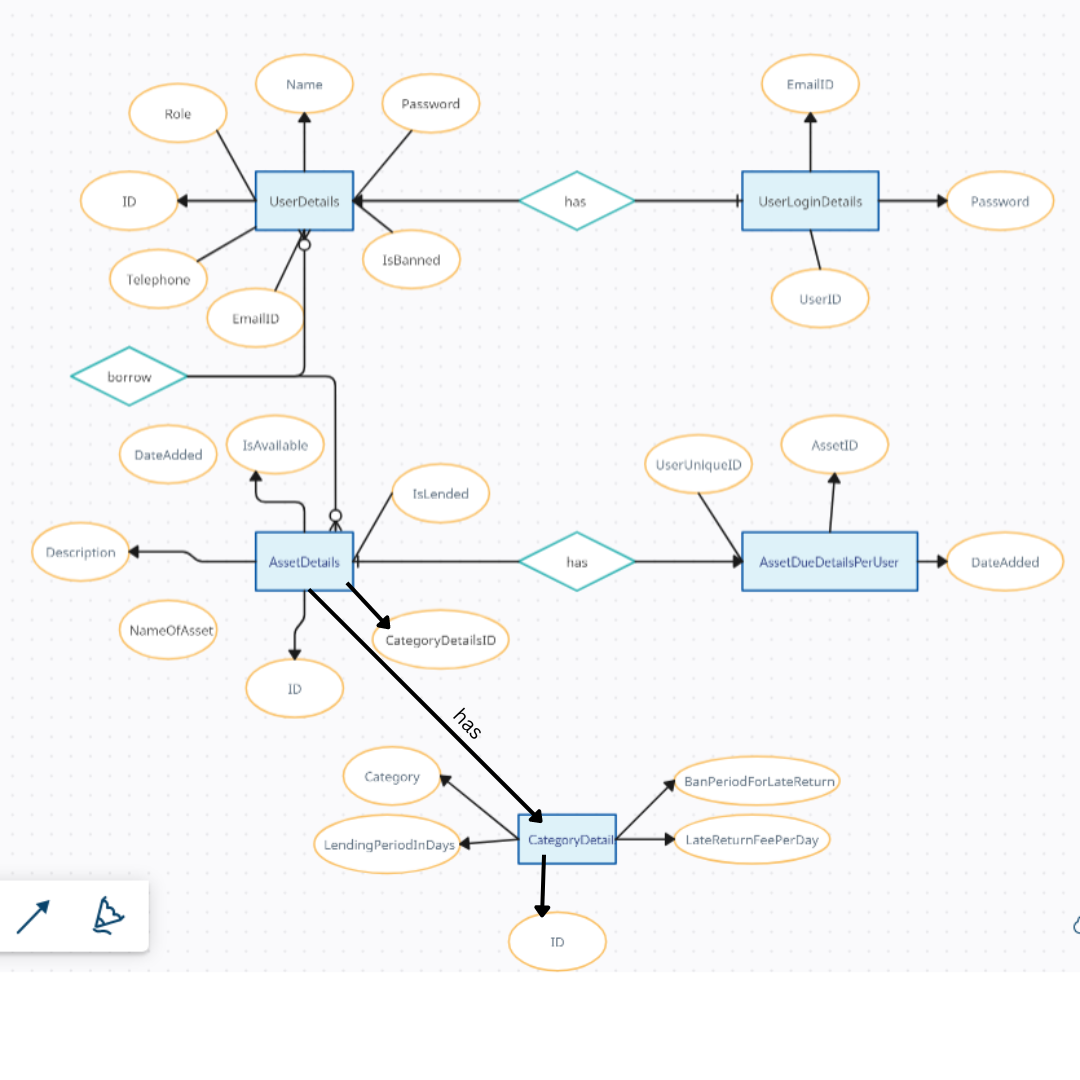 Name
EmailID
Password
Role
ID
UserDetails
has
UserLoginDetails
Password
IsBanned
Telephone
UserID
EmailID
borrow
DateAdded
IsAvailable
AssetID
UserUniqueID
IsLended
Description
AssetDetails
has
AssetDueDetailsPerUser
DateAdded
NameOfAsset
CategoryDetailsID
ID
has
Category
BanPeriodForLateReturn
LendingPeriodInDays
CategoryDetail
LateReturnFeePerDay
ID